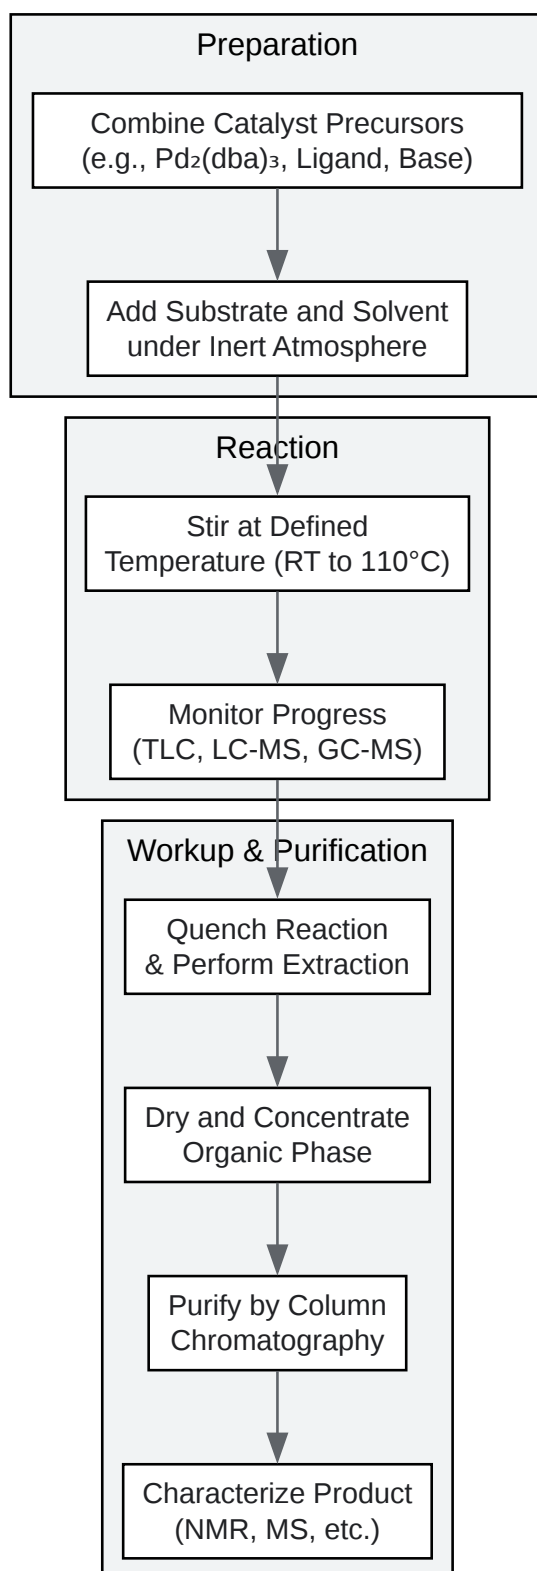 Preparation
Combine Catalyst Precursors
(e.g., Pd₂(dba)₃, Ligand, Base)
Add Substrate and Solvent
under Inert Atmosphere
Reaction
Stir at Defined
Temperature (RT to 110°C)
Monitor Progress
(TLC, LC-MS, GC-MS)
Workup & Purification
Quench Reaction
& Perform Extraction
Dry and Concentrate
Organic Phase
Purify by Column
Chromatography
Characterize Product
(NMR, MS, etc.)